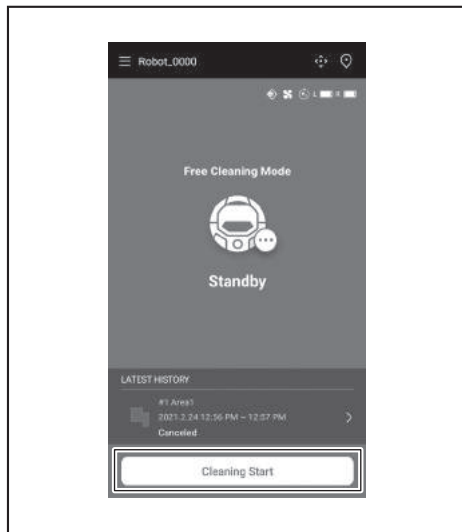 Robot_0000
L R
Free Cleaning Mode
Standby
LATEST HISTORY
#1 Area1
2021.2.24 12:56 PM ~ 12:57 PM
Canceled
Cleaning Start